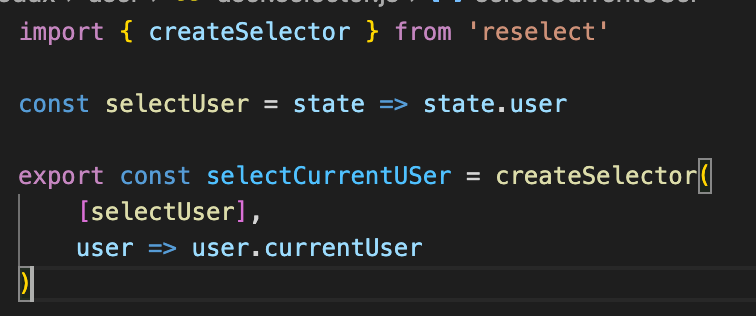 import { createSelector } from 'reselect'
const selectUser = state => state.user
export const selectCurrentUSer = createSelector(
[selectUser],
user => user.currentUser
)